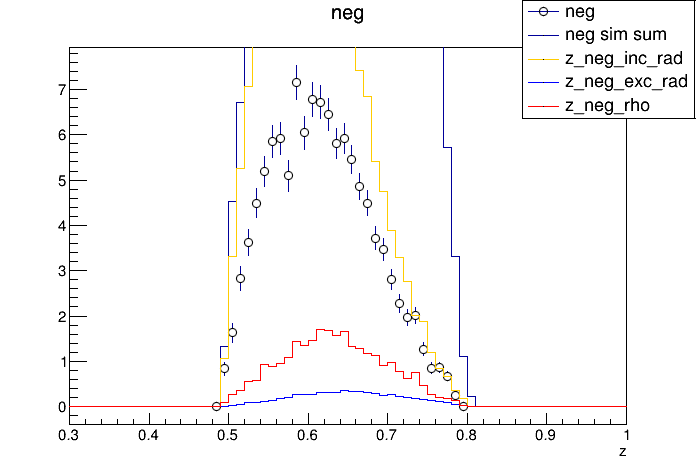 neg
neg
neg sim sum
z_neg_inc_rad
z_neg_exc_rad
z_neg_rho
7
6
5
4
3
2
1
0
0.3 0.4 0.5 0.6 0.7 0.8 0.9 1
z